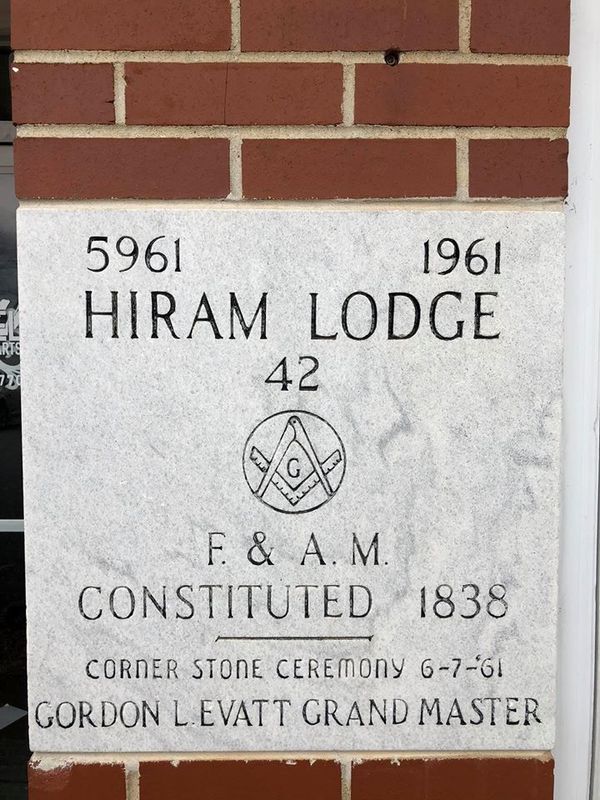 5961 1961
HIRAM LODGE
42
G
F. & A. M.
CONSTITUTED 1838
CORNER STONE CEREMONY 6-7-'61
GORDON L. EVATT GRAND MASTER